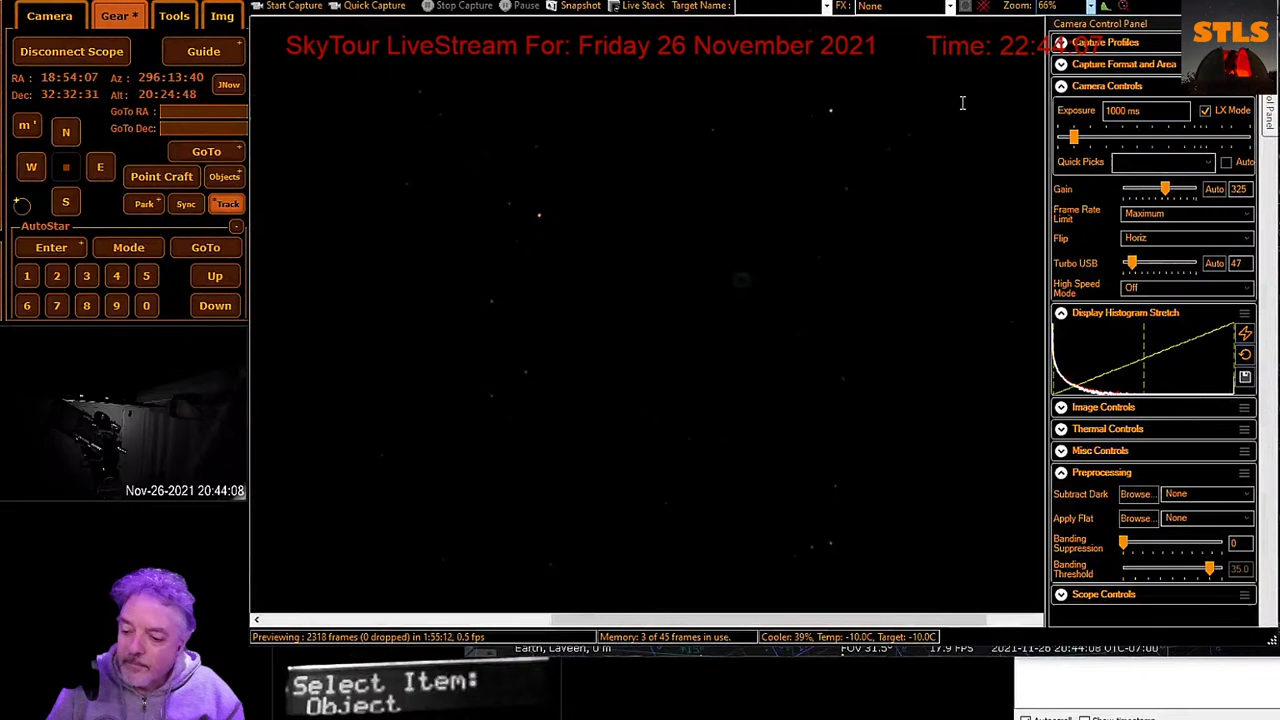 Camera Gear * Tools Img
Disconnect Scope Guide
RA : 18:54:07 Az : 296:13:40
Dec: 32:32:31 Alt: 20:24:48
JNow
GoTo RA :
GoTo Dec:
m '
N
W
E
S
GoTo
Point Craft Objects
Park Sync Track
AutoStar
Enter Mode GoTo
1 2 3 4 5 Up
6 7 8 9 0 Down
Nov-26-2021 20:44:08
Start Capture Quick Capture Stop Capture Pause Snapshot Live Stack Target Name: FX: None Zoom: 66%
SkyTour LiveStream For: Friday 26 November 2021
Previewing : 2318 frames (0 dropped) in 1:55:12, 0.5 fps
Memory: 3 of 45 frames in use.
Cooler: 39%, Temp: -10.0C, Target: -10.0C
Earth, Laveen, 0 m FOV 31.5° 17.9 FPS 2021-11-26 20:44:08 UTC-07:00
Select Item:
Object
STLS
Camera Control Panel
Capture Profiles
Capture Format and Area
Camera Controls
Exposure 1000 ms LX Mode
Quick Picks Auto
Gain Auto 325
Frame Rate Limit Maximum
Flip Horiz
Turbo USB Auto 47
High Speed Mode Off
Display Histogram Stretch
Image Controls
Thermal Controls
Misc Controls
Preprocessing
Subtract Dark Browse... None
Apply Flat Browse... None
Banding Suppression 0
Banding Threshold 35.0
Scope Controls